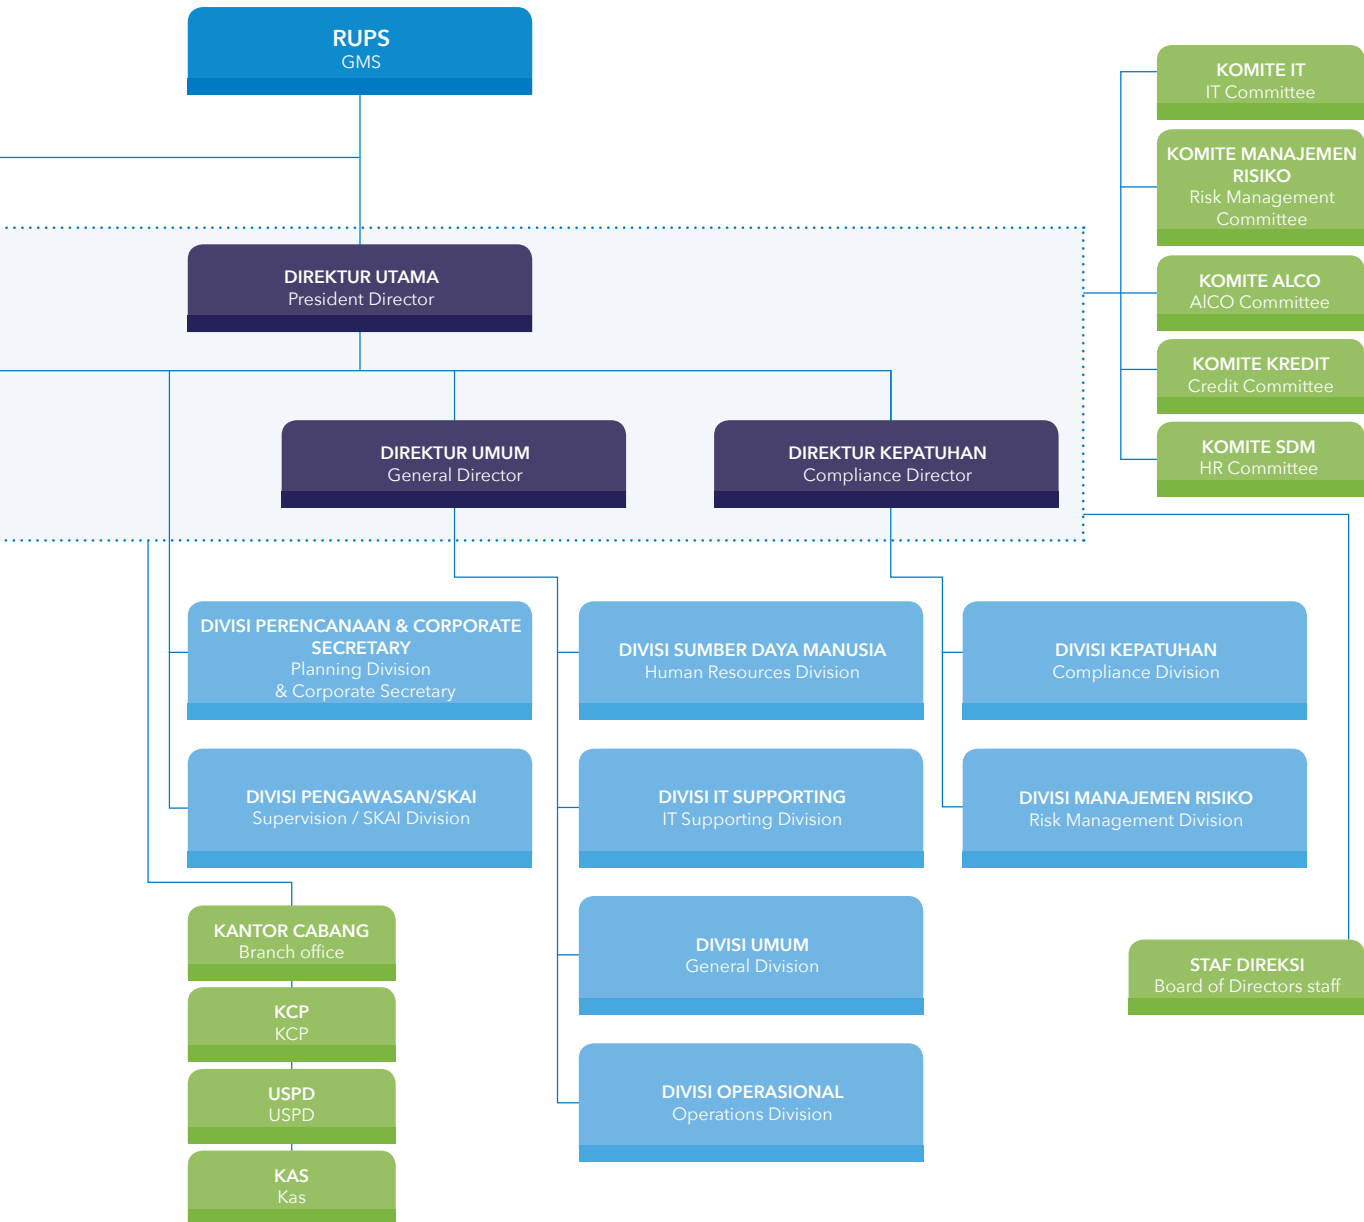 RUPS
GMS
KOMITE IT
IT Committee
KOMITE MANAJEMEN
RISIKO
Risk Management
Committee
KOMITE ALCO
AlCO Committee
KOMITE KREDIT
Credit Committee
KOMITE SDM
HR Committee
DIREKTUR UTAMA
President Director
DIREKTUR UMUM
General Director
DIREKTUR KEPATUHAN
Compliance Director
DIVISI PERENCANAAN & CORPORATE
SECRETARY
Planning Division
& Corporate Secretary
DIVISI SUMBER DAYA MANUSIA
Human Resources Division
DIVISI KEPATUHAN
Compliance Division
DIVISI PENGAWASAN/SKAI
Supervision / SKAI Division
DIVISI IT SUPPORTING
IT Supporting Division
DIVISI MANAJEMEN RISIKO
Risk Management Division
KANTOR CABANG
Branch office
DIVISI UMUM
General Division
STAF DIREKSI
Board of Directors staff
KCP
KCP
USPD
USPD
DIVISI OPERASIONAL
Operations Division
KAS
Kas